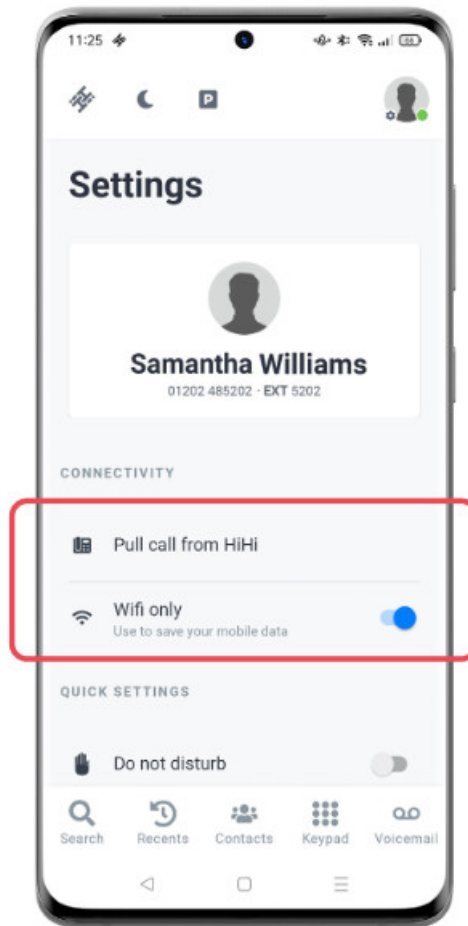 11:25
66
P
Settings
Samantha Williams
01202 485202 · EXT 5202
CONNECTIVITY
Pull call from HiHi
Wifi only
Use to save your mobile data
QUICK SETTINGS
Do not disturb
Search Recents Contacts Keypad Voicemail